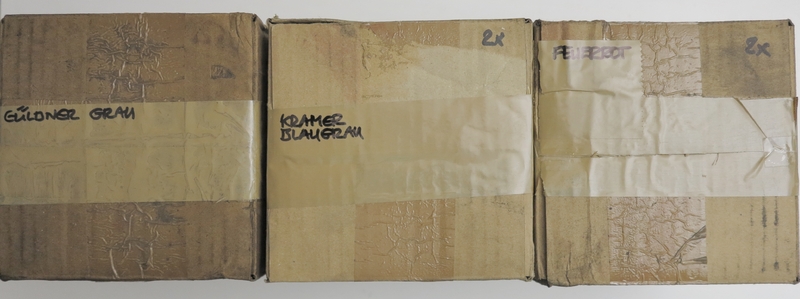 GÜLDNER GRAU
KRAMER
BLAUGRAU
2x
FEUERROT
2x